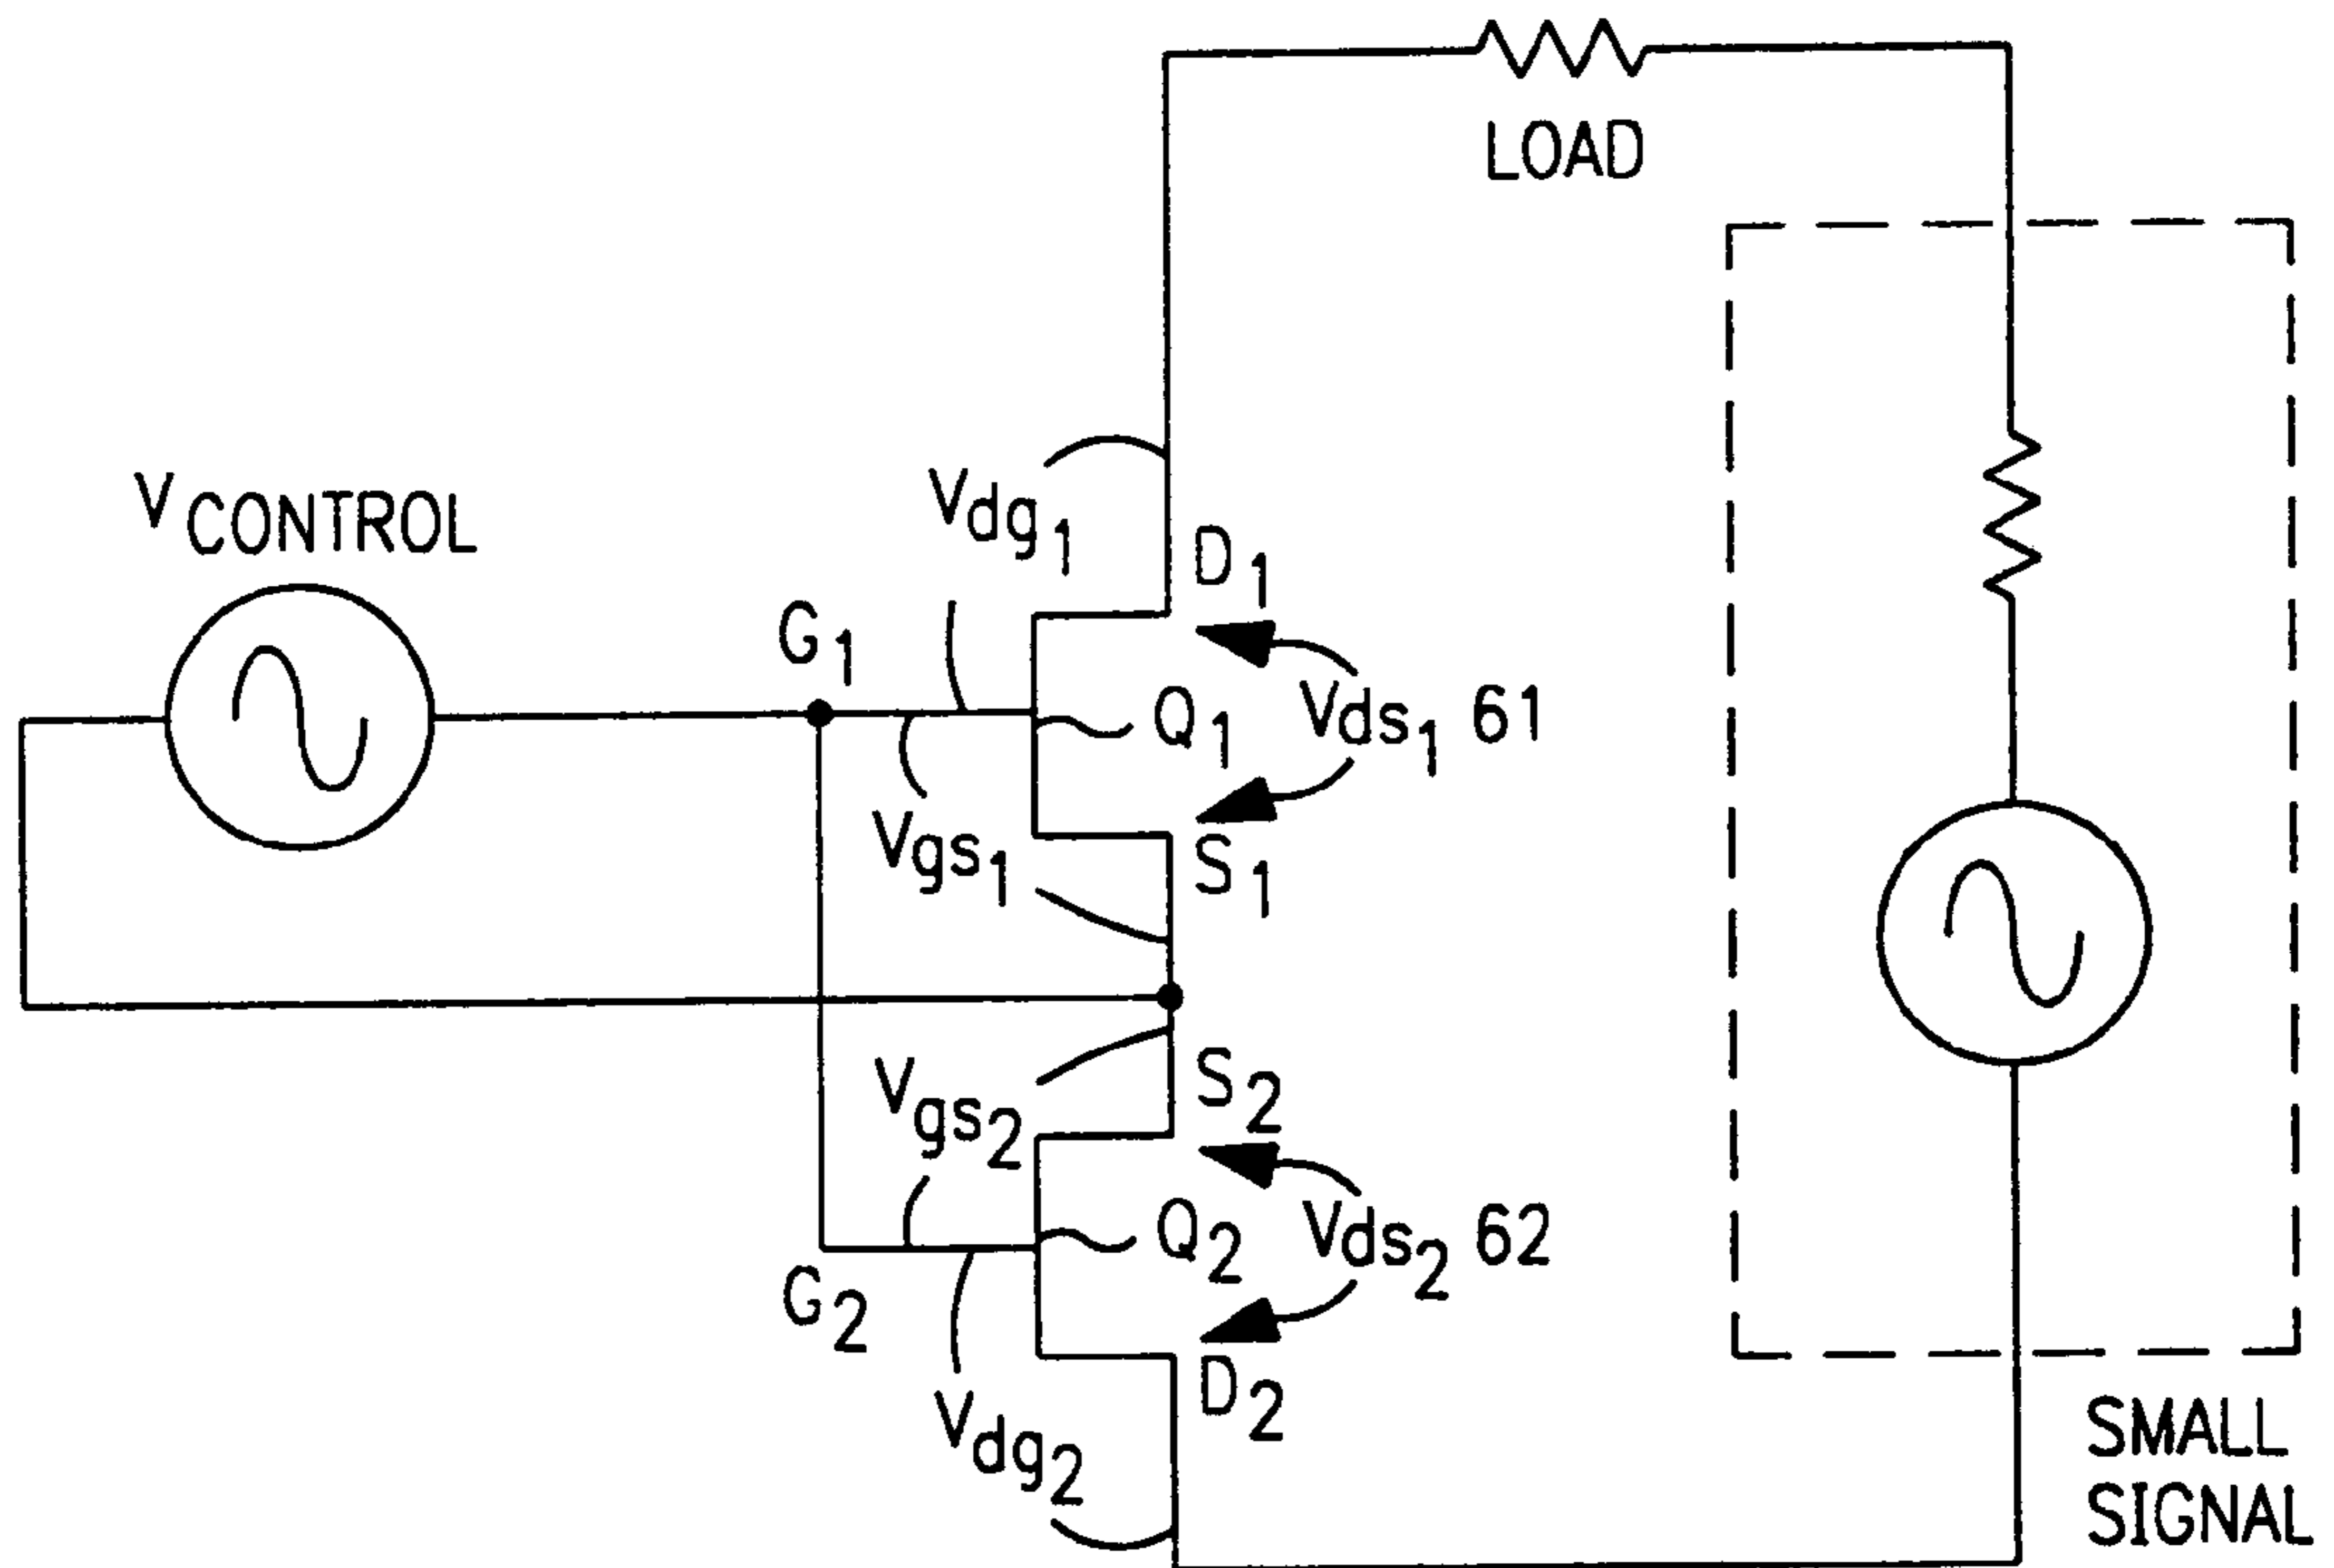 LOAD
VCONTROL
Vdg1
D1
G1
Q1
Vds1 61
Vgs1
S1
Vgs2
S2
Q2
Vds2 62
G2
D2
Vdg2
SMALL
SIGNAL